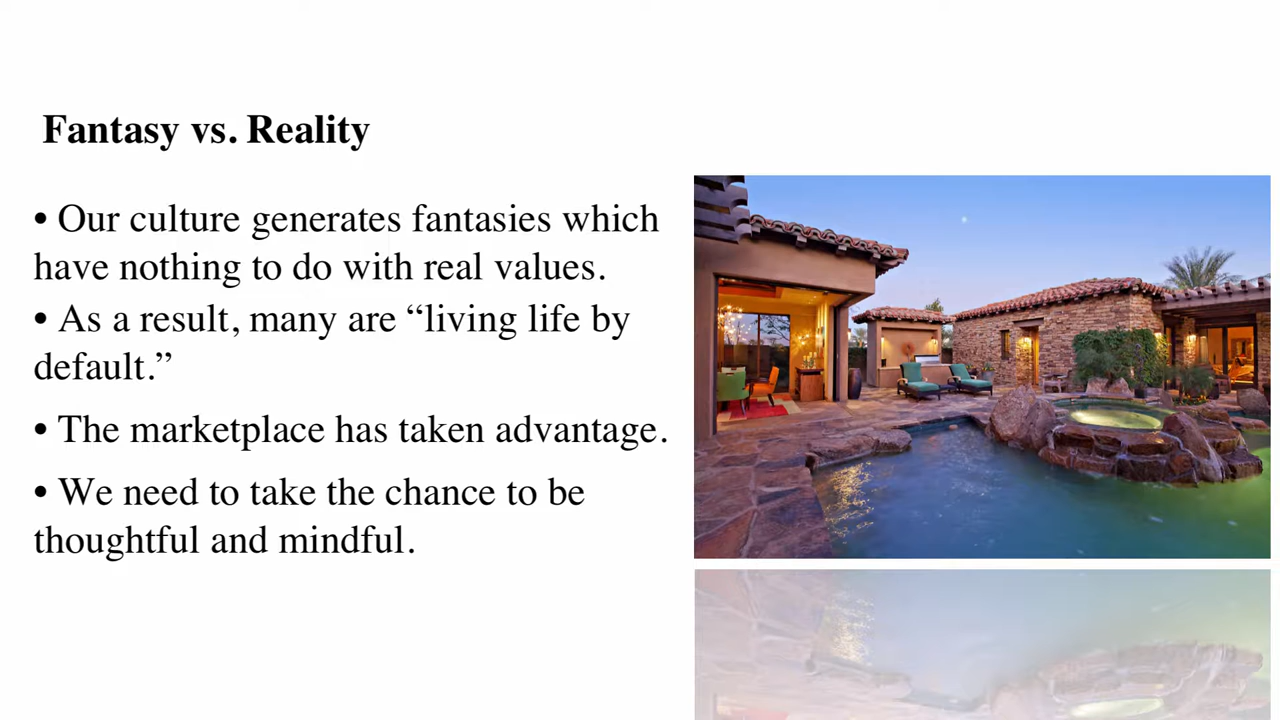 Fantasy vs. Reality
• Our culture generates fantasies which
have nothing to do with real values.
• As a result, many are “living life by
default.”
• The marketplace has taken advantage.
• We need to take the chance to be
thoughtful and mindful.